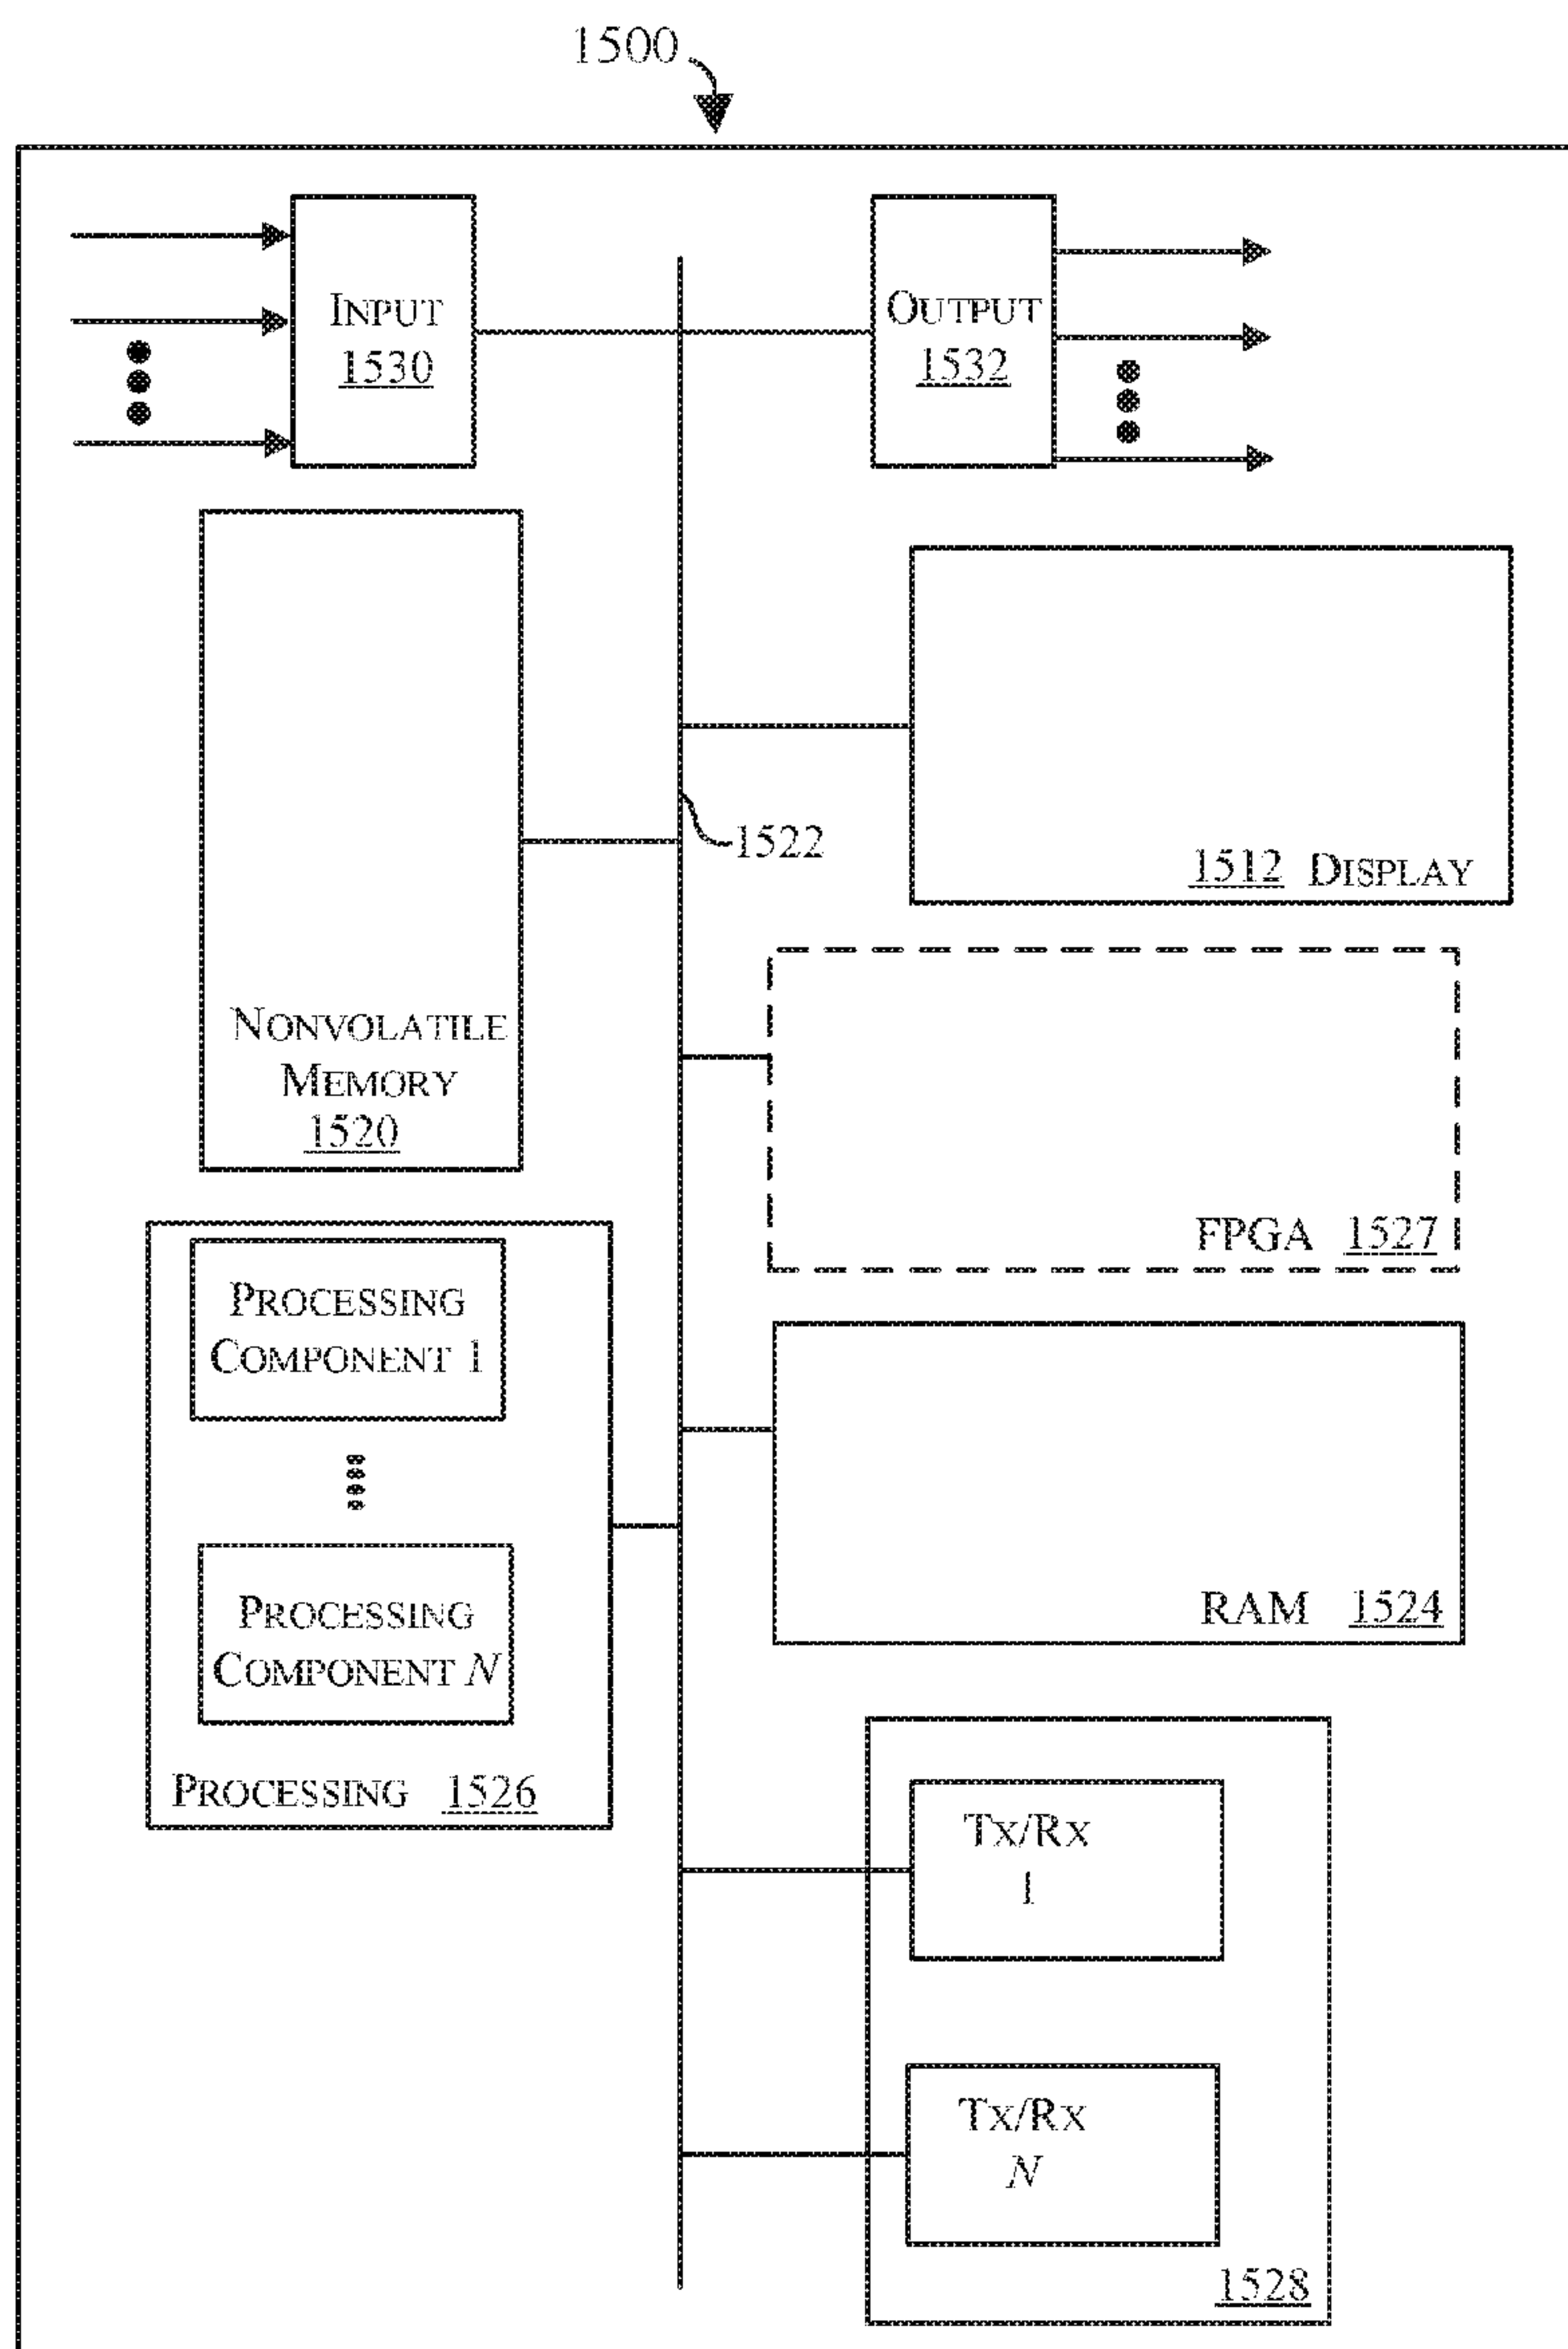 1500
INPUT
1530
OUTPUT
1532
1522
1512 DISPLAY
NONVOLATILE
MEMORY
1520
FPGA 1527
PROCESSING
COMPONENT 1
PROCESSING
COMPONENT N
PROCESSING 1526
RAM 1524
TX/RX
1
TX/RX
N
1528